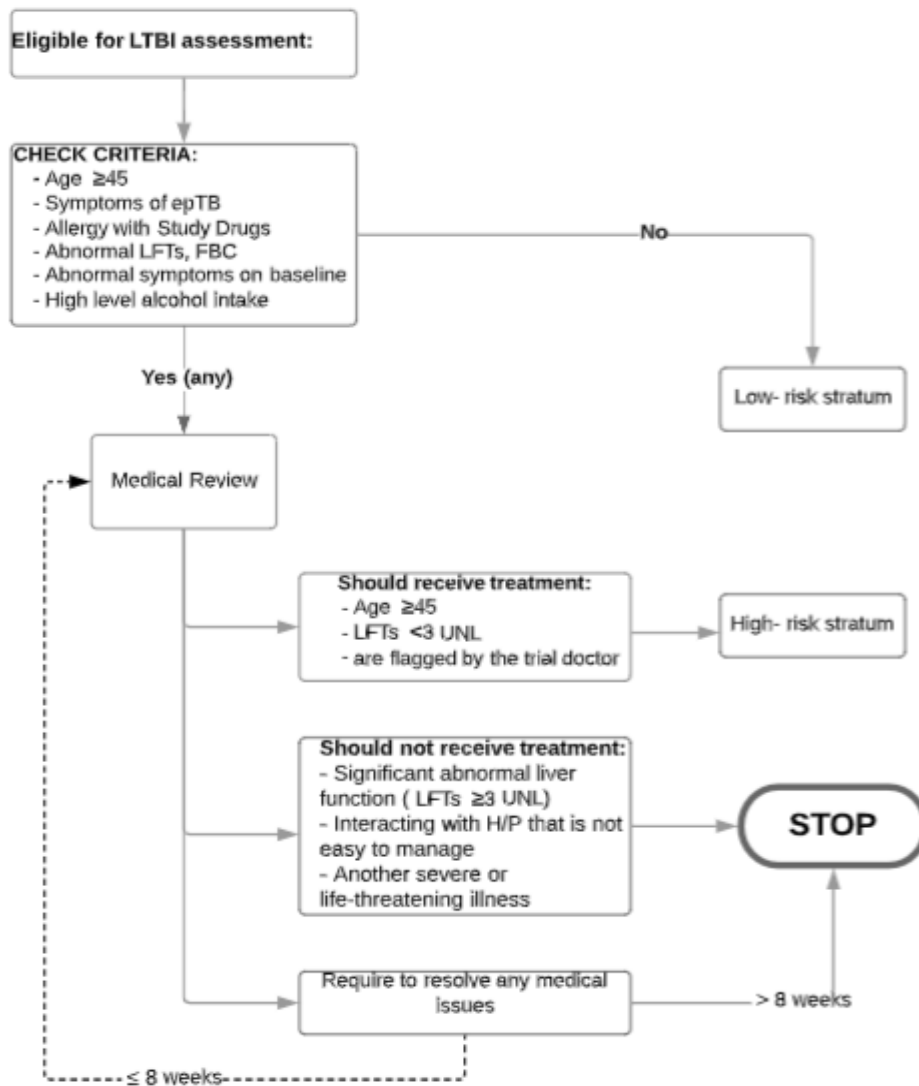 Eligible for LTBI assessment:
CHECK CRITERIA:
- Age ≥45
- Symptoms of epTB
- Allergy with Study Drugs
- Abnormal LFTs, FBC
- Abnormal symptoms on baseline
- High level alcohol intake
No
Yes (any)
Low- risk stratum
Medical Review
Should receive treatment:
- Age ≥45
- LFTs <3 UNL
- are flagged by the trial doctor
High- risk stratum
Should not receive treatment:
- Significant abnormal liver
function ( LFTs ≥3 UNL)
- Interacting with H/P that is not
easy to manage
- Another severe or
life-threatening illness
STOP
Require to resolve any medical
issues
> 8 weeks
≤ 8 weeks